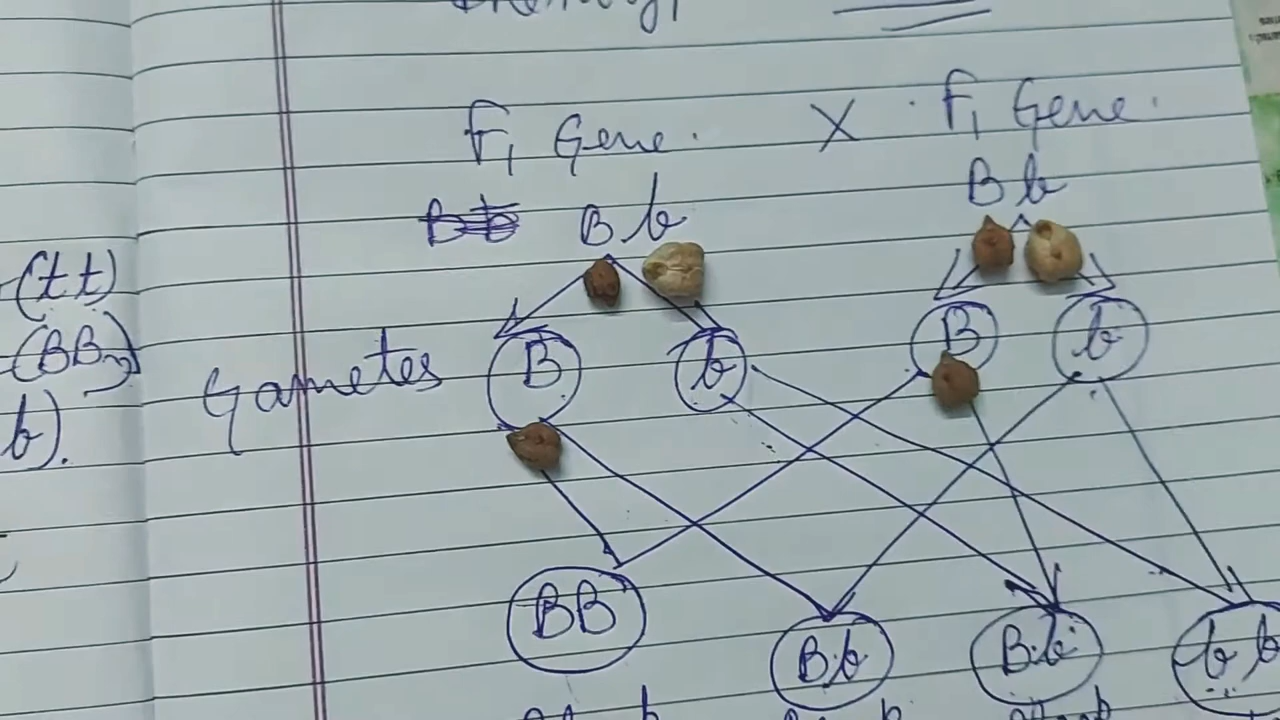 F1 Gene. X F1 Gene.
Bb Bb
(tt)
(BB)
b).
Gametes B b B b
BB Bb Bb bb